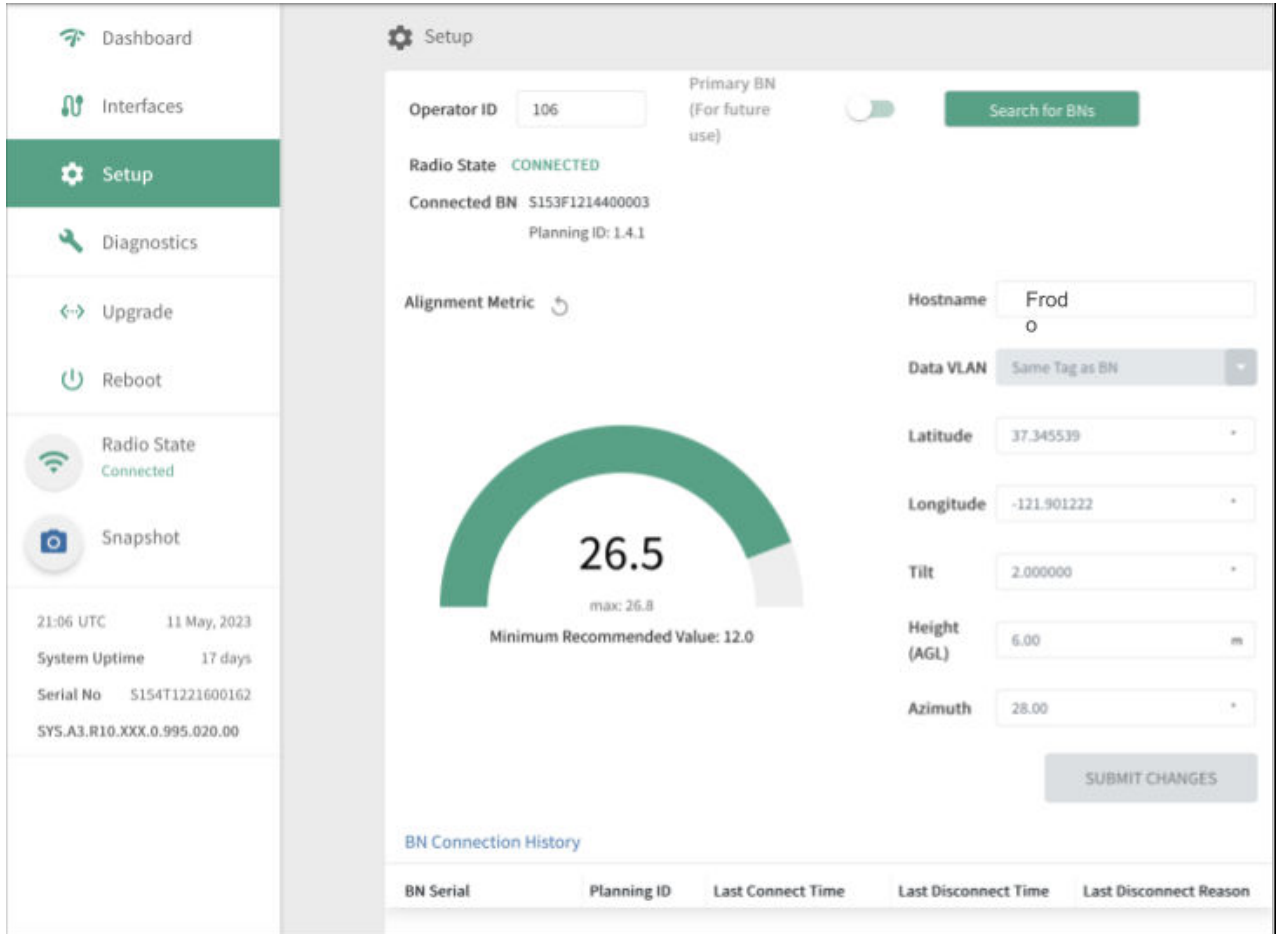 Dashboard
Interfaces
Setup
Diagnostics
Upgrade
Reboot
Radio State
Connected
Snapshot
21:06 UTC 11 May, 2023
System Uptime 17 days
Serial No S154T1221600162
SYS.A3.R10.XXX.0.995.020.00
Setup
Operator ID 106
Primary BN
(For future
use)
Search for BNs
Radio State CONNECTED
Connected BN S153F1214400003
Planning ID: 1.4.1
Alignment Metric
26.5
max: 26.8
Minimum Recommended Value: 12.0
Hostname Frod
o
Data VLAN Same Tag as BN
Latitude 37.345539 °
Longitude -121.901222 °
Tilt 2.000000 °
Height
(AGL) 6.00 m
Azimuth 28.00 °
SUBMIT CHANGES
BN Connection History
BN Serial Planning ID Last Connect Time Last Disconnect Time Last Disconnect Reason